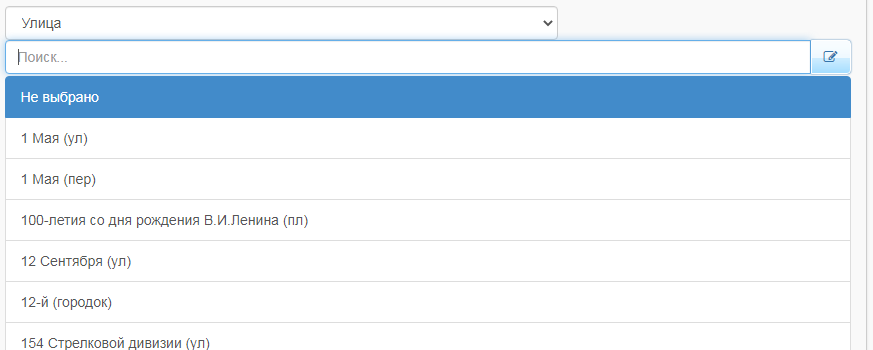 Улица
Поиск...
Не выбрано
1 Мая (ул)
1 Мая (пер)
100-летия со дня рождения В.И.Ленина (пл)
12 Сентября (ул)
12-й (городок)
154 Стрелковой дивизии (ул)